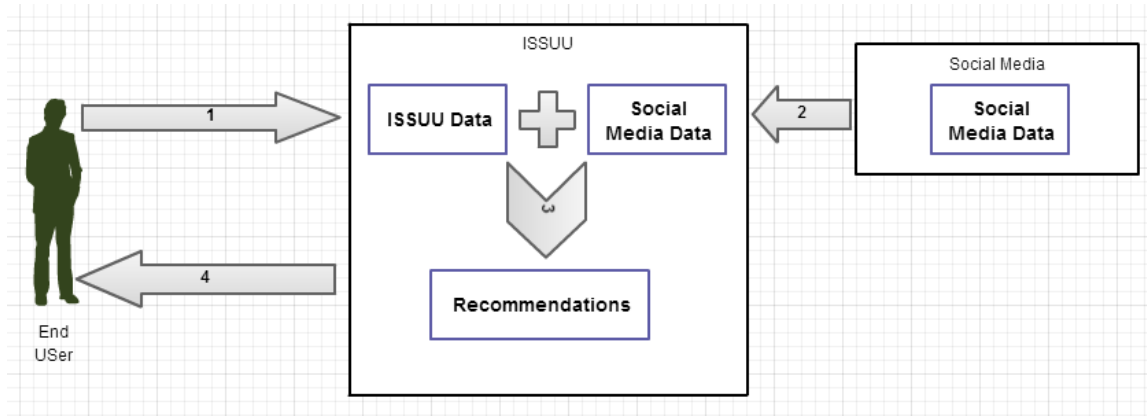 ISSUU
Social Media
ISSUU Data
Social
Media Data
Social
Media Data
1
2
3
4
Recommendations
End
USer